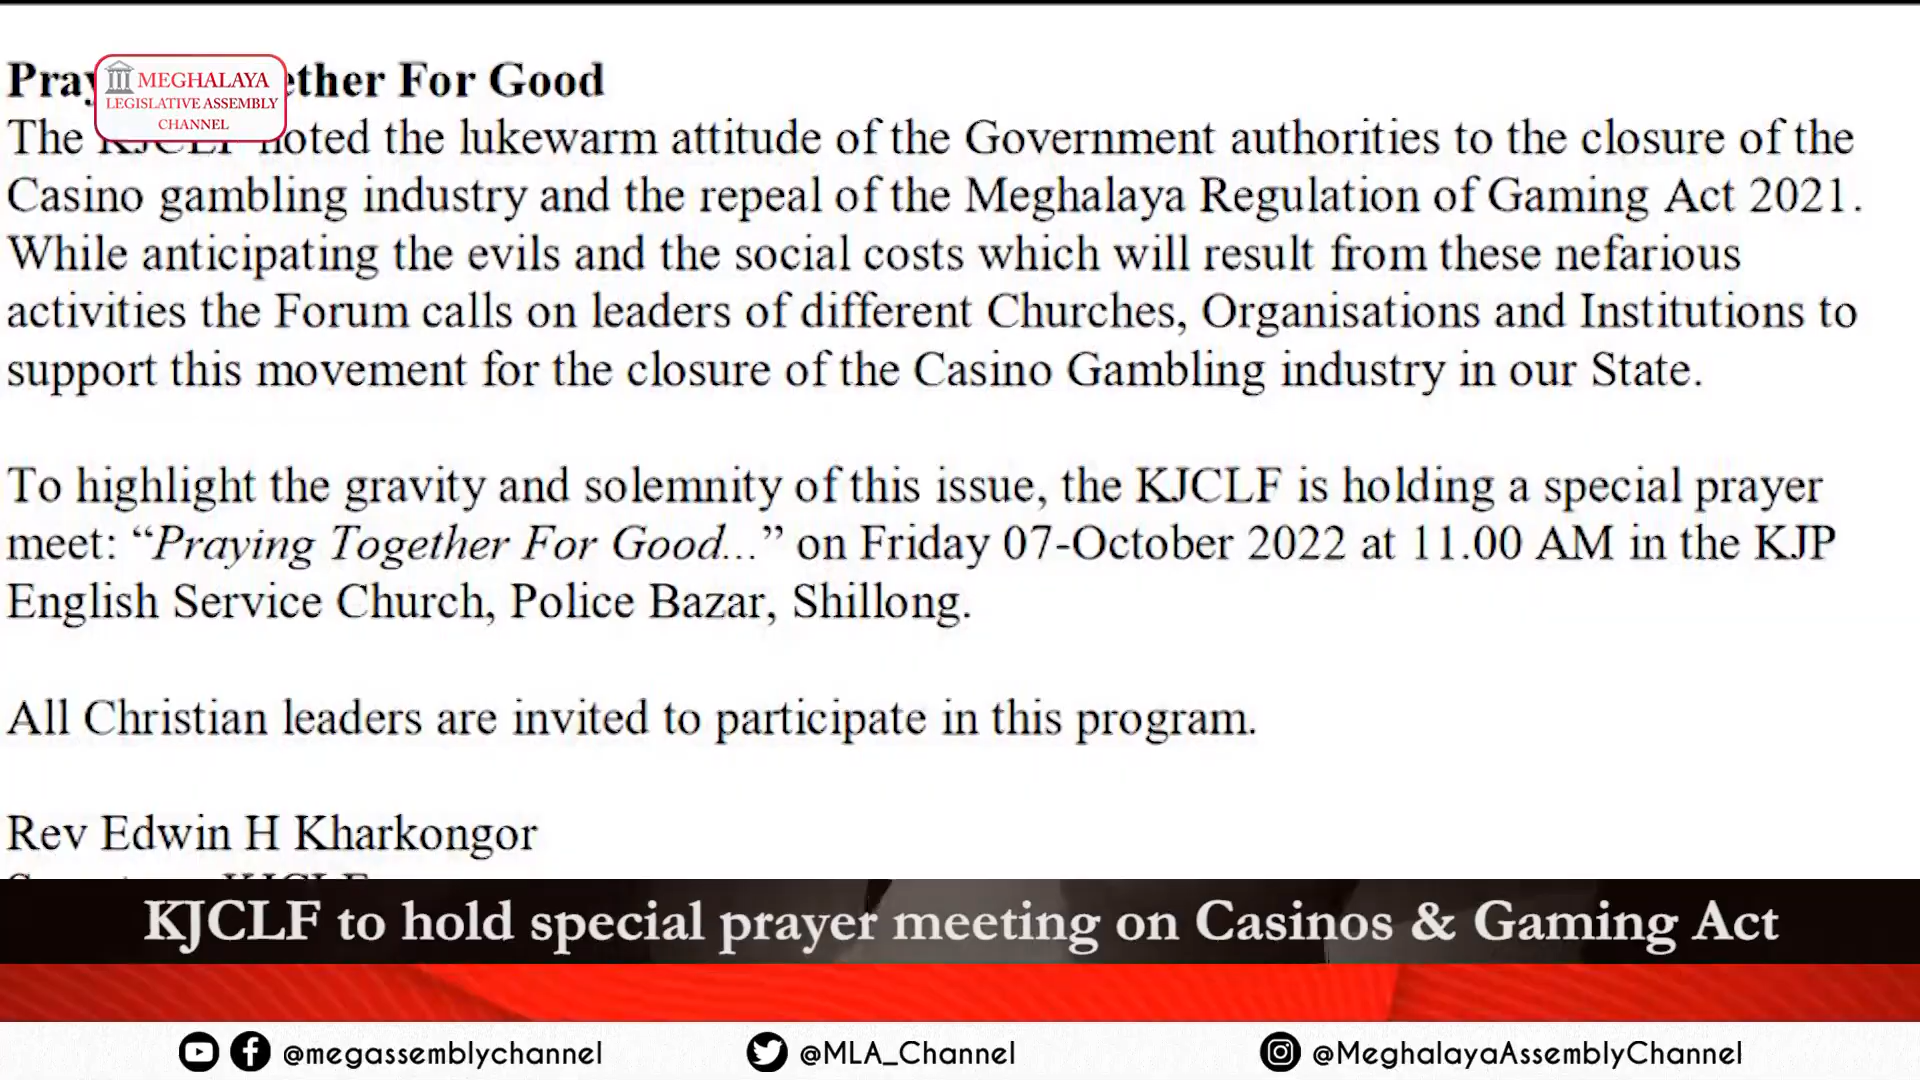 Pray ether For Good
MEGHALAYA
LEGISLATIVE ASSEMBLY
CHANNEL
The KJCLF noted the lukewarm attitude of the Government authorities to the closure of the
Casino gambling industry and the repeal of the Meghalaya Regulation of Gaming Act 2021.
While anticipating the evils and the social costs which will result from these nefarious
activities the Forum calls on leaders of different Churches, Organisations and Institutions to
support this movement for the closure of the Casino Gambling industry in our State.
To highlight the gravity and solemnity of this issue, the KJCLF is holding a special prayer
meet: “Praying Together For Good...” on Friday 07-October 2022 at 11.00 AM in the KJP
English Service Church, Police Bazar, Shillong.
All Christian leaders are invited to participate in this program.
Rev Edwin H Kharkongor
KJCLF to hold special prayer meeting on Casinos & Gaming Act
@megassemblychannel
@MLA_Channel
@MeghalayaAssemblyChannel